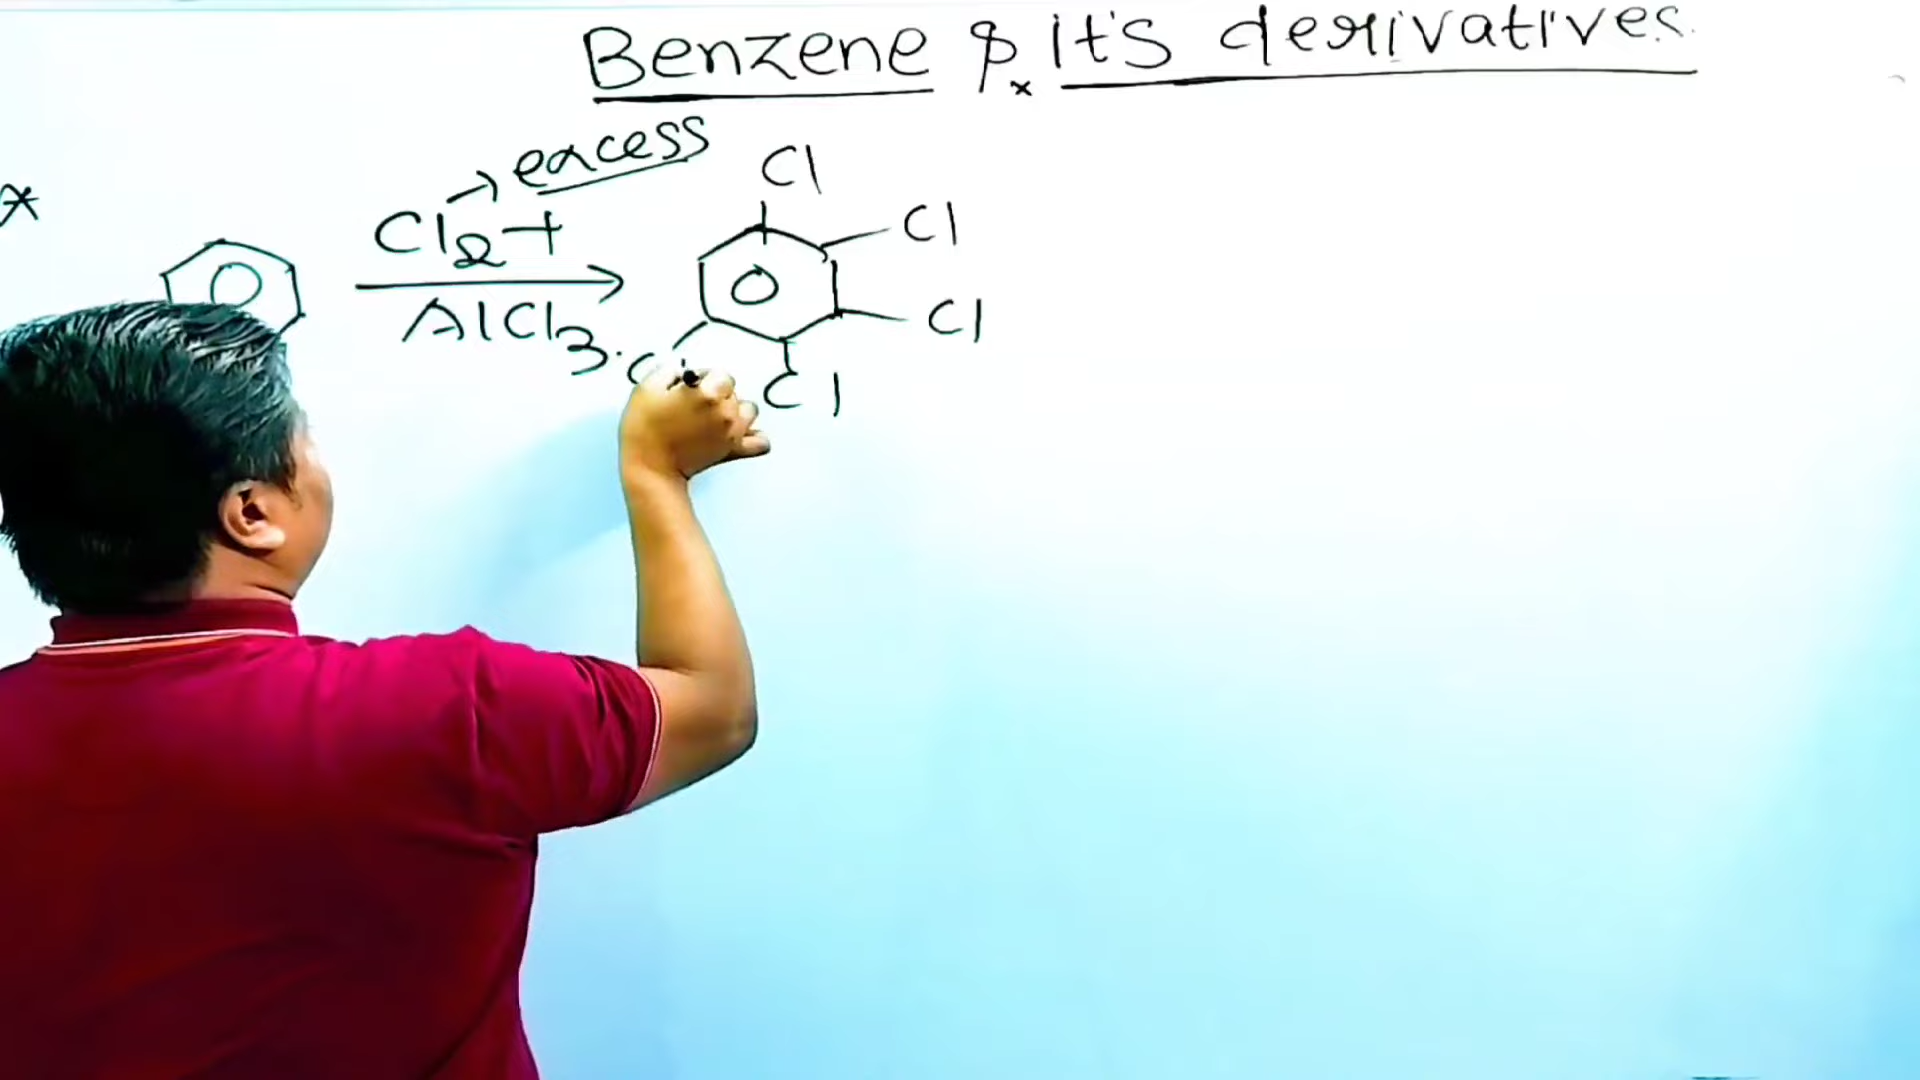 Benzene & it's derivatives.
excess
Cl
* Cl2 + Cl
AlCl3. Cl
Cl